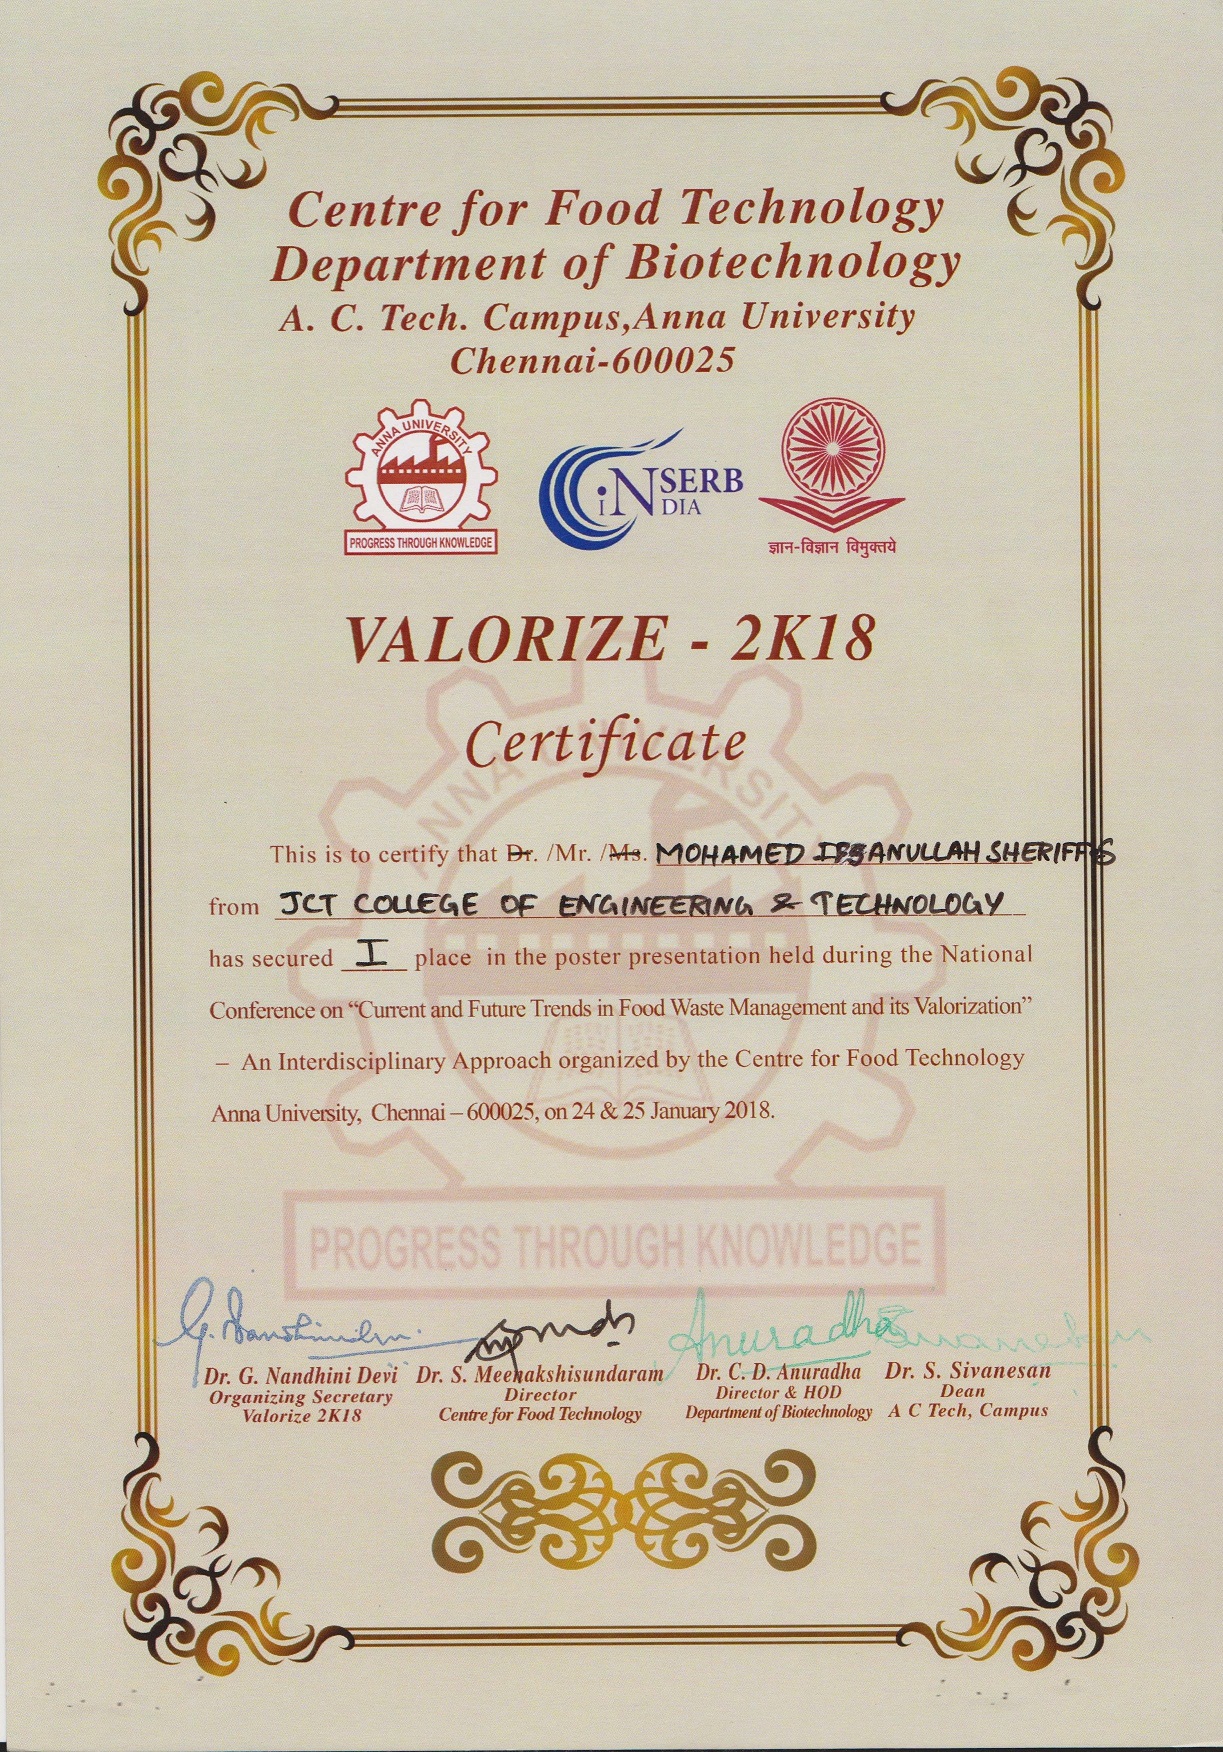 Centre for Food Technology
Department of Biotechnology
A. C. Tech. Campus,Anna University
Chennai-600025
ANNA UNIVERSITY
PROGRESS THROUGH KNOWLEDGE
SERB
iNDIA
ज्ञान-विज्ञान विमुक्तये
VALORIZE - 2K18
Certificate
This is to certify that Dr. /Mr. /Ms. MOHAMED SHERIFF S
from JCT COLLEGE OF ENGINEERING & TECHNOLOGY
has secured I place in the poster presentation held during the National
Conference on “Current and Future Trends in Food Waste Management and its Valorization”
– An Interdisciplinary Approach organized by the Centre for Food Technology
Anna University, Chennai – 600025, on 24 & 25 January 2018.
ANNA UNIVERSITY
PROGRESS THROUGH KNOWLEDGE
G. Nandhini Anuradha
Dr. G. Nandhini Devi Dr. S. Meenakshisundaram Dr. C. D. Anuradha Dr. S. Sivanesan
Organizing Secretary Director Director & HOD Dean
Valorize 2K18 Centre for Food Technology Department of Biotechnology A C Tech, Campus